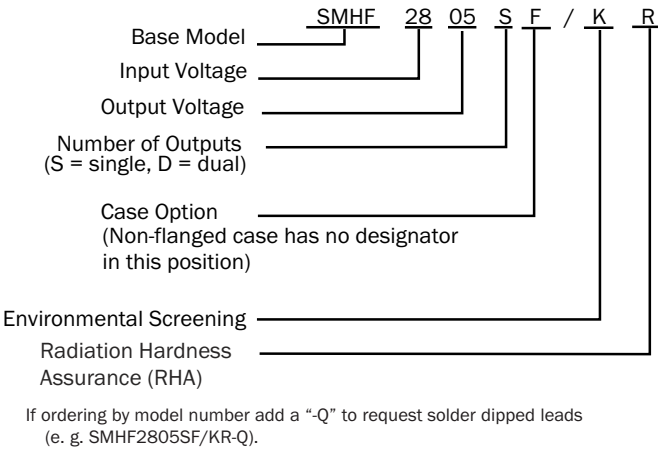 SMHF 28 05 S F / K R
Base Model
Input Voltage
Output Voltage
Number of Outputs
(S = single, D = dual)
Case Option
(Non-flanged case has no designator
in this position)
Environmental Screening
Radiation Hardness
Assurance (RHA)
If ordering by model number add a “-Q” to request solder dipped leads
(e. g. SMHF2805SF/KR-Q).